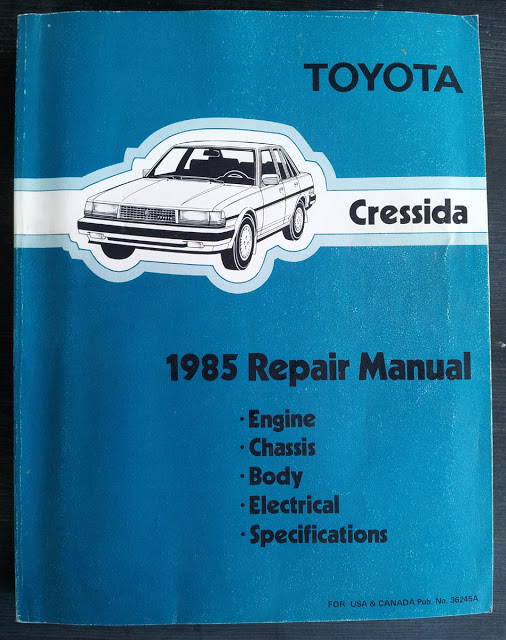 TOYOTA
Cressida
1985 Repair Manual
· Engine
· Chassis
· Body
· Electrical
· Specifications
FOR USA & CANADA Pub. No. 36245A